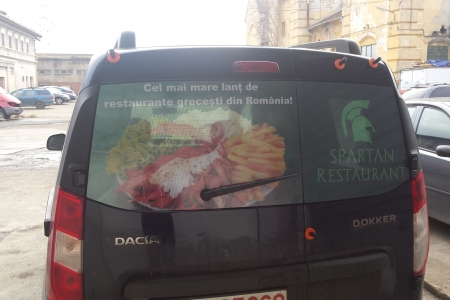 Cel mai mare lanț de
restaurante grecești din România!
SPARTAN
RESTAURANT
DACIA
DOKKER